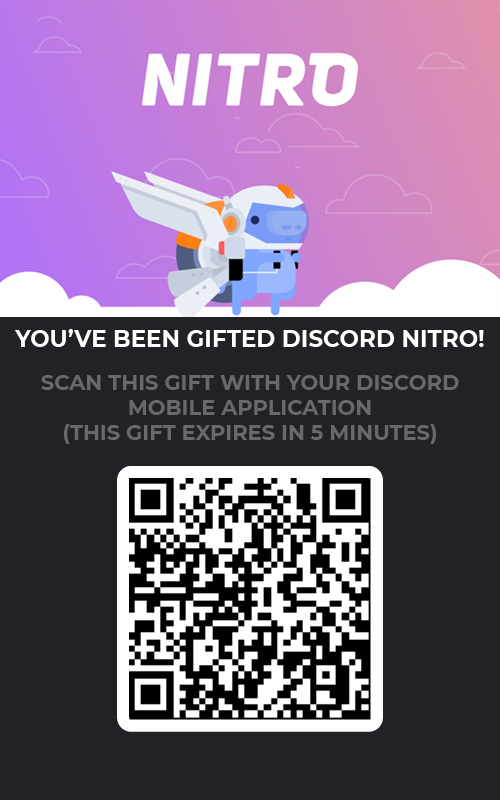 NITRO
YOU’VE BEEN GIFTED DISCORD NITRO!
SCAN THIS GIFT WITH YOUR DISCORD
MOBILE APPLICATION
(THIS GIFT EXPIRES IN 5 MINUTES)